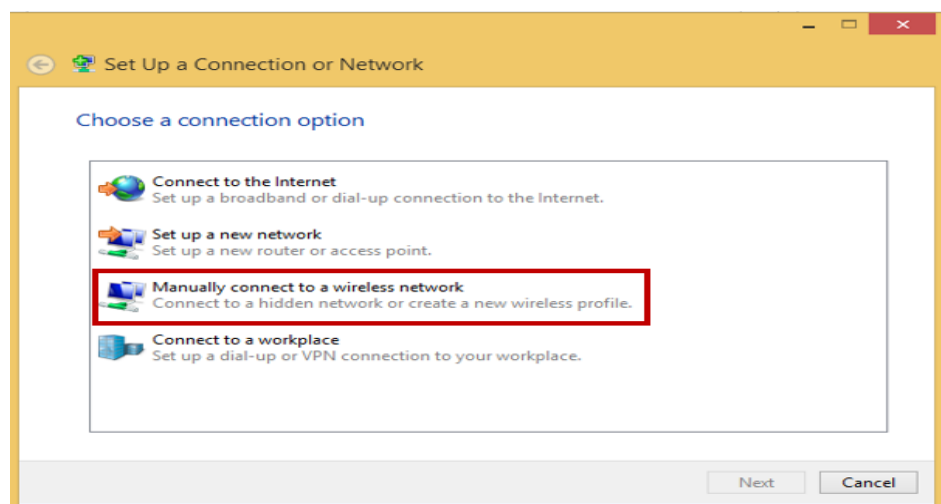 Set Up a Connection or Network
Choose a connection option
Connect to the Internet
Set up a broadband or dial-up connection to the Internet.
Set up a new network
Set up a new router or access point.
Manually connect to a wireless network
Connect to a hidden network or create a new wireless profile.
Connect to a workplace
Set up a dial-up or VPN connection to your workplace.
Next
Cancel